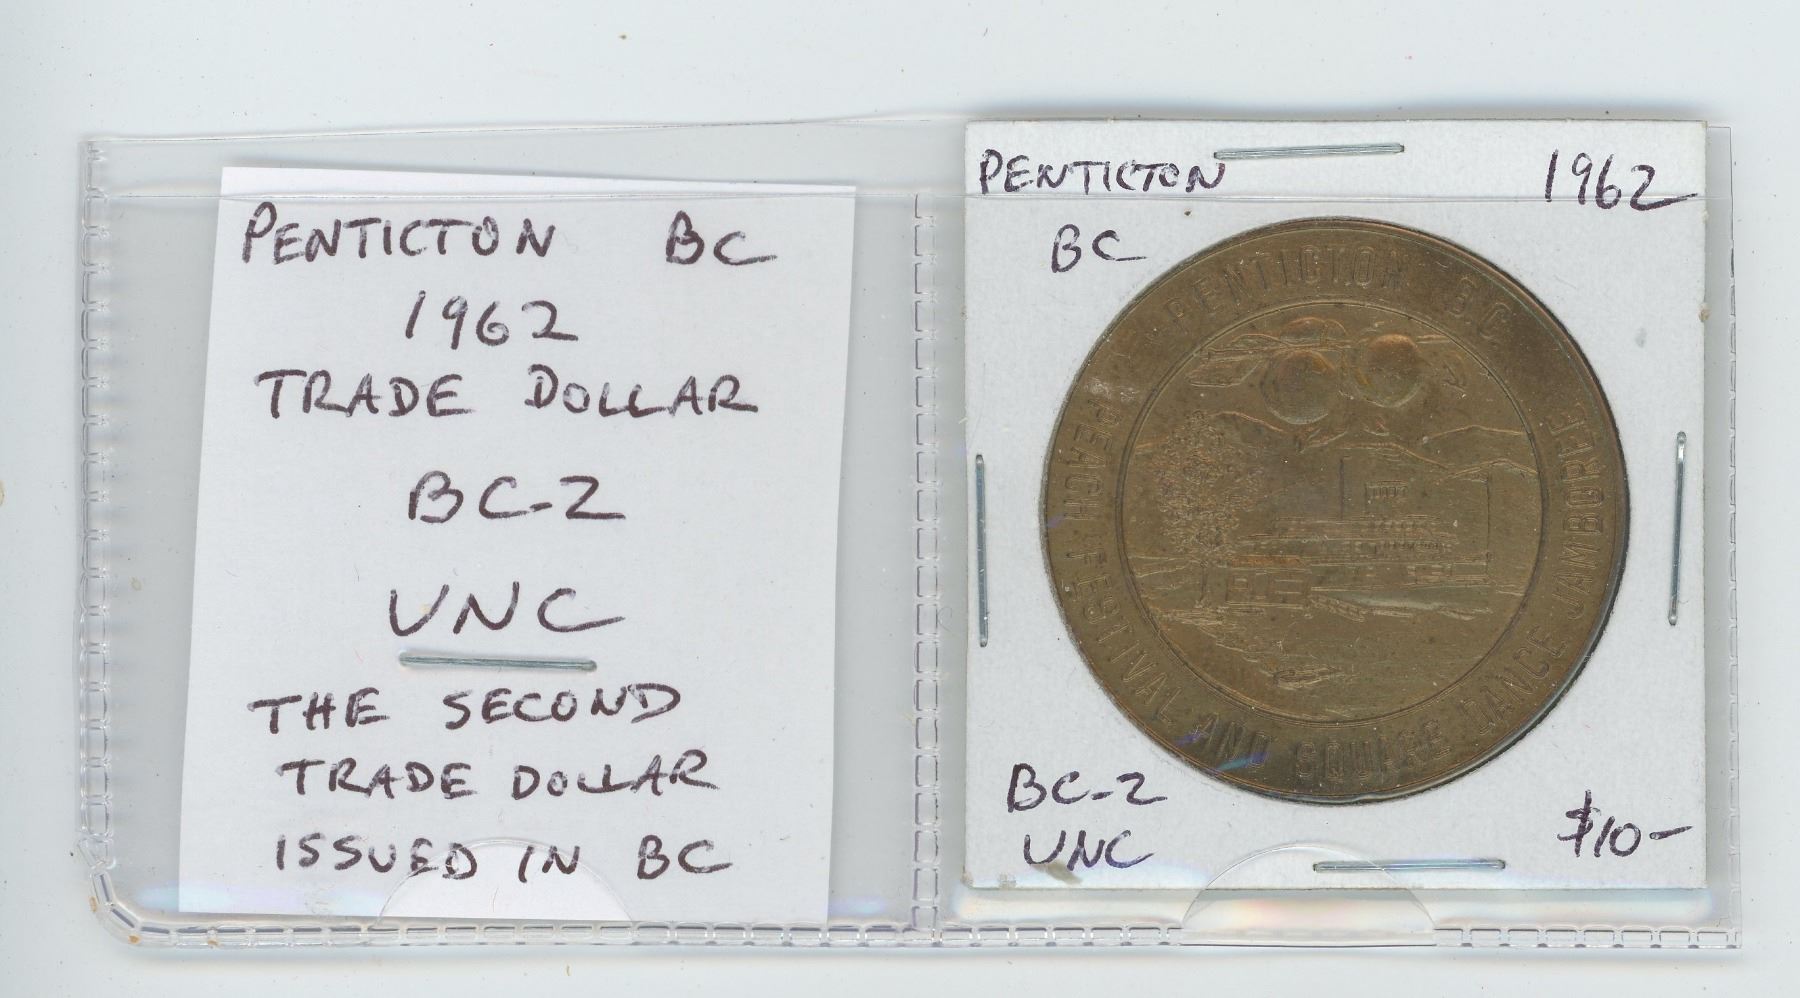 PENTICTON BC
1962
TRADE DOLLAR
BC-2
UNC
THE SECOND
TRADE DOLLAR
ISSUED IN BC
PENTICTON 1962
BC
PENTICTON B.C.
PEACH FESTIVAL AND SQUARE DANCE JAMBOREE
BC-2
UNC
$10-